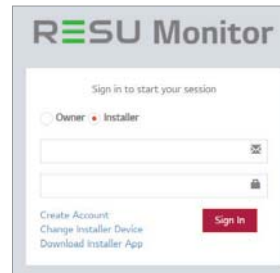 RESU Monitor
Sign in to start your session
Owner Installer
Create Account
Change Installer Device
Sign In
Download Installer App